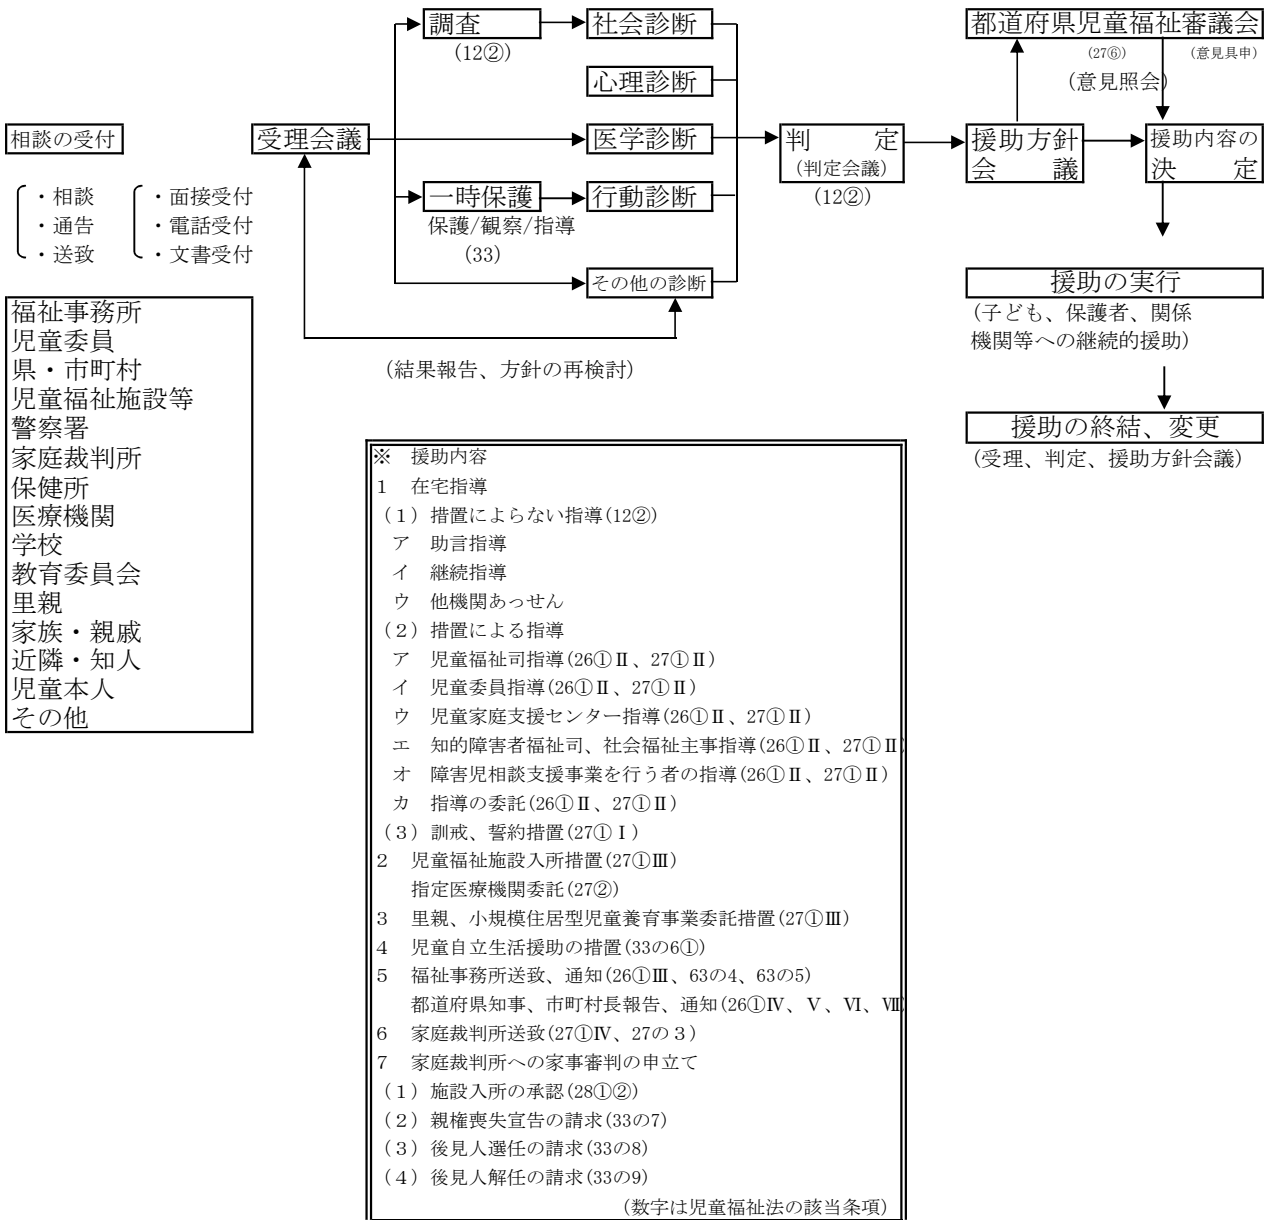 調査
社会診断
都道府県児童福祉審議会
(12②)
(27⑥)
(意見具申)
心理診断
(意見照会)
相談の受付
受理会議
医学診断
判　　定
(判定会議)
(12②)
援助方針
会　　議
援助内容の
決　　定
・相談
・通告
・送致
・面接受付
・電話受付
・文書受付
一時保護
行動診断
保護/観察/指導
(33)
その他の診断
援助の実行
(子ども、保護者、関係
機関等への継続的援助)
(結果報告、方針の再検討)
援助の終結、変更
(受理、判定、援助方針会議)
福祉事務所
児童委員
県・市町村
児童福祉施設等
警察署
家庭裁判所
保健所
医療機関
学校
教育委員会
里親
家族・親戚
近隣・知人
児童本人
その他
※　援助内容
1　在宅指導
（1）措置によらない指導(12②)
ア　助言指導
イ　継続指導
ウ　他機関あっせん
（2）措置による指導
ア　児童福祉司指導(26①Ⅱ、27①Ⅱ)
イ　児童委員指導(26①Ⅱ、27①Ⅱ)
ウ　児童家庭支援センター指導(26①Ⅱ、27①Ⅱ)
エ　知的障害者福祉司、社会福祉主事指導(26①Ⅱ、27①Ⅱ)
オ　障害児相談支援事業を行う者の指導(26①Ⅱ、27①Ⅱ)
カ　指導の委託(26①Ⅱ、27①Ⅱ)
（3）訓戒、誓約措置(27①Ⅰ)
2　児童福祉施設入所措置(27①Ⅲ)
指定医療機関委託(27②)
3　里親、小規模住居型児童養育事業委託措置(27①Ⅲ)
4　児童自立生活援助の措置(33の6①)
5　福祉事務所送致、通知(26①Ⅲ、63の4、63の5)
都道府県知事、市町村長報告、通知(26①Ⅳ、Ⅴ、Ⅵ、Ⅶ)
6　家庭裁判所送致(27①Ⅳ、27の3)
7　家庭裁判所への家事審判の申立て
（1）施設入所の承認(28①②)
（2）親権喪失宣告の請求(33の7)
（3）後見人選任の請求(33の8)
（4）後見人解任の請求(33の9)
（数字は児童福祉法の該当条項）